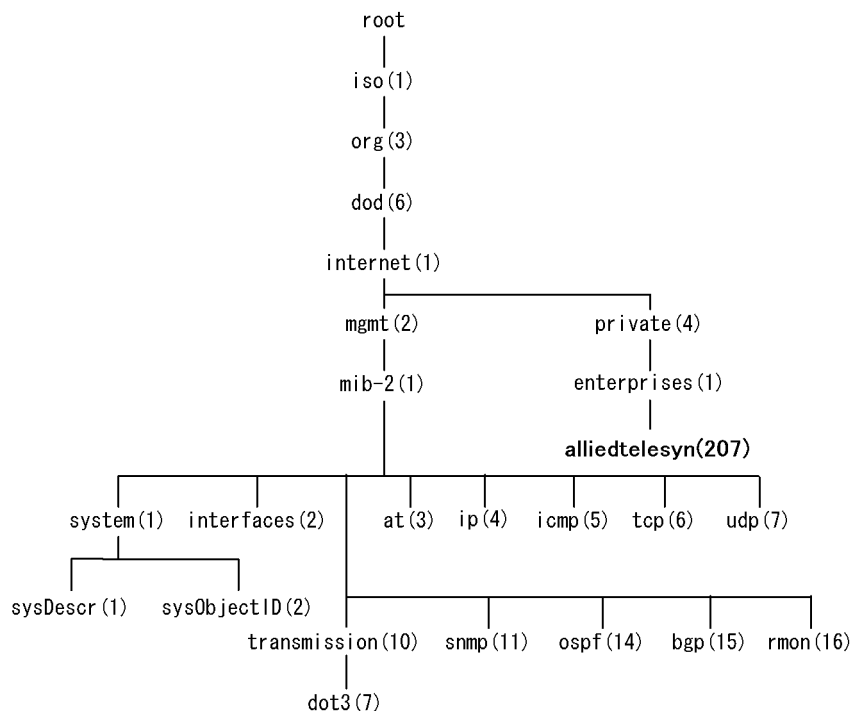 root
iso(1)
org(3)
dod(6)
internet(1)
mgmt(2) private(4)
mib-2(1) enterprises(1)
alliedtelesyn(207)
system(1) interfaces(2) at(3) ip(4) icmp(5) tcp(6) udp(7)
sysDescr(1) sysObjectID(2)
transmission(10) snmp(11) ospf(14) bgp(15) rmon(16)
dot3(7)